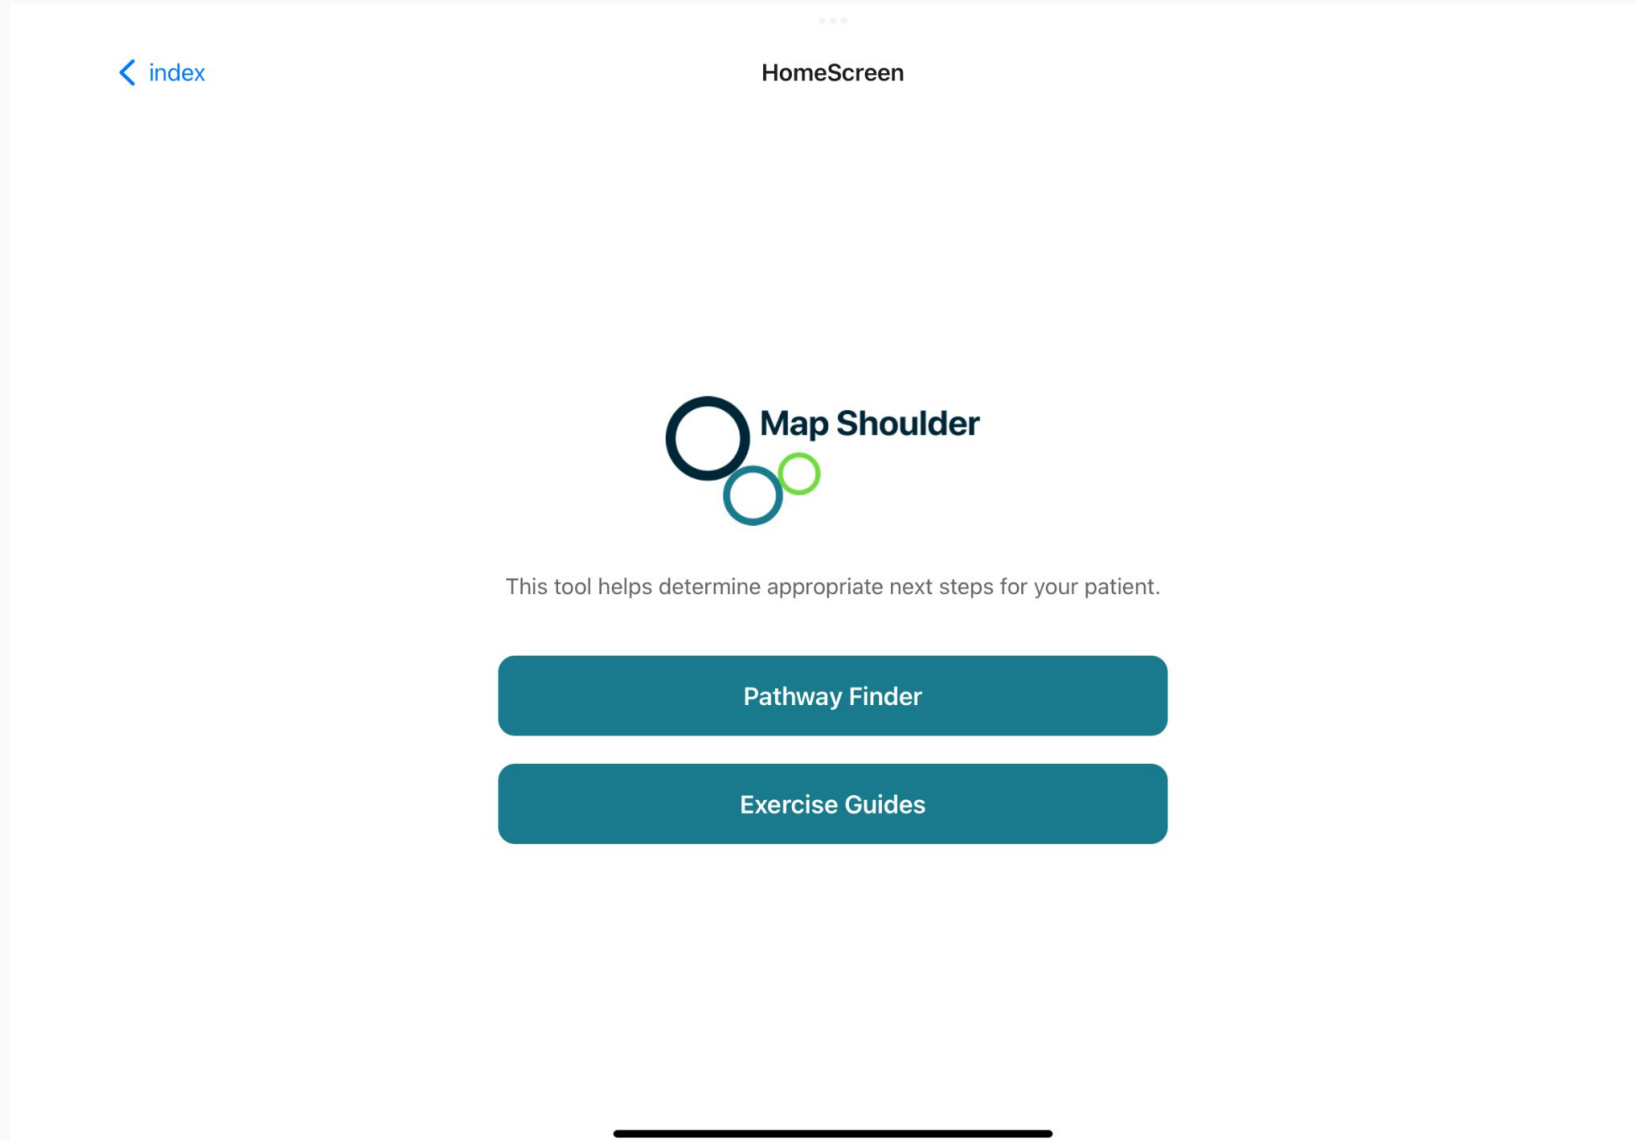 index
HomeScreen
Map Shoulder
This tool helps determine appropriate next steps for your patient.
Pathway Finder
Exercise Guides